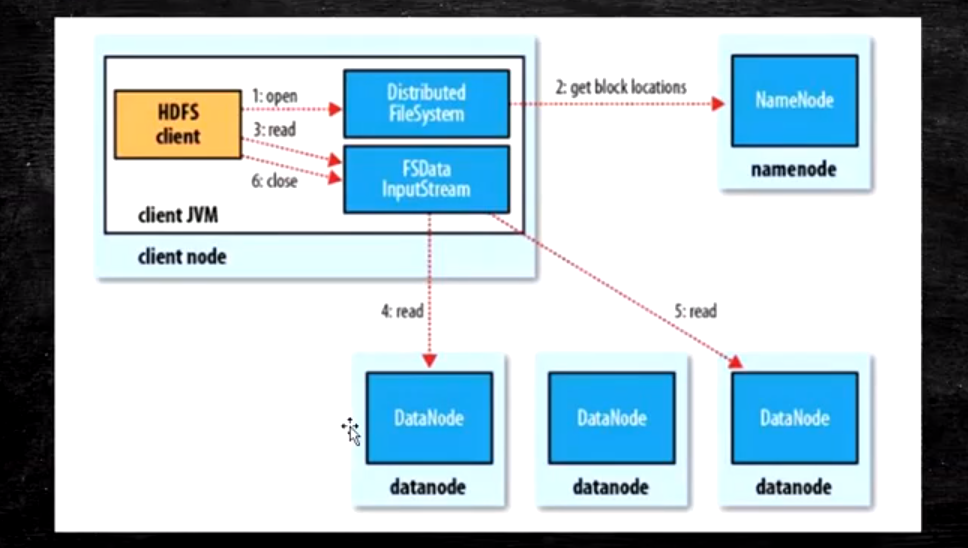 HDFS
client
1: open
3: read
6: close
Distributed
FileSystem
FSData
InputStream
client JVM
client node
2: get block locations
NameNode
namenode
4: read
5: read
DataNode
datanode
DataNode
datanode
DataNode
datanode